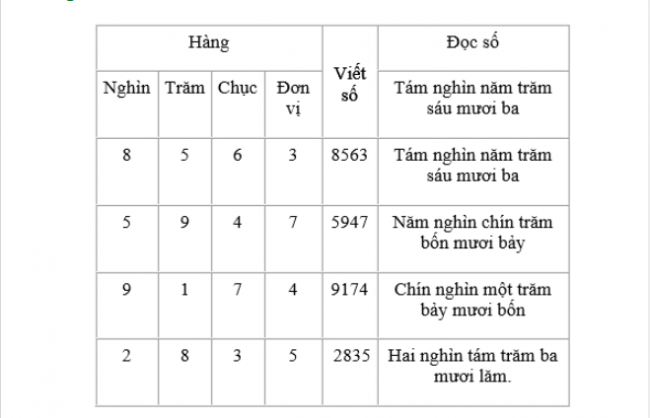 Hàng
Viết số
Đọc số
Nghìn Trăm Chục Đơn vị
Tám nghìn năm trăm
sáu mươi ba
8 5 6 3 8563 Tám nghìn năm trăm
sáu mươi ba
5 9 4 7 5947 Năm nghìn chín trăm
bốn mươi bảy
9 1 7 4 9174 Chín nghìn một trăm
bảy mươi bốn
2 8 3 5 2835 Hai nghìn tám trăm ba
mươi lăm.